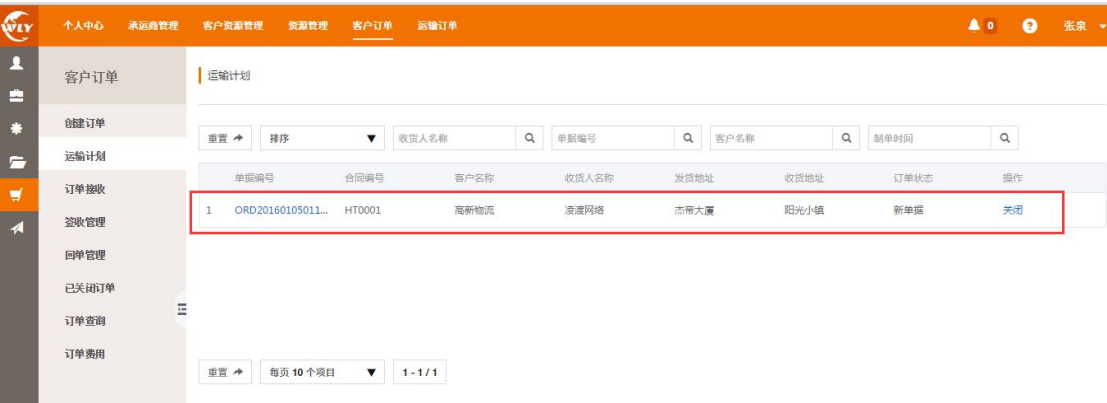 WLY 个人中心 承运商管理 客户资源管理 资源管理 客户订单 运输订单 0 ? 张泉
客户订单
创建订单
运输计划
订单接收
签收管理
回单管理
已关闭订单
订单查询
订单费用
运输计划
重置 排序 收货人名称 单据编号 客户名称 制单时间
单据编号 合同编号 客户名称 收货人名称 发货地址 收货地址 订单状态 操作
1 ORD20160105011... HT0001 高新物流 凌渡网络 杰帝大厦 阳光小镇 新单据 关闭
重置 每页 10 个项目 1 - 1 / 1